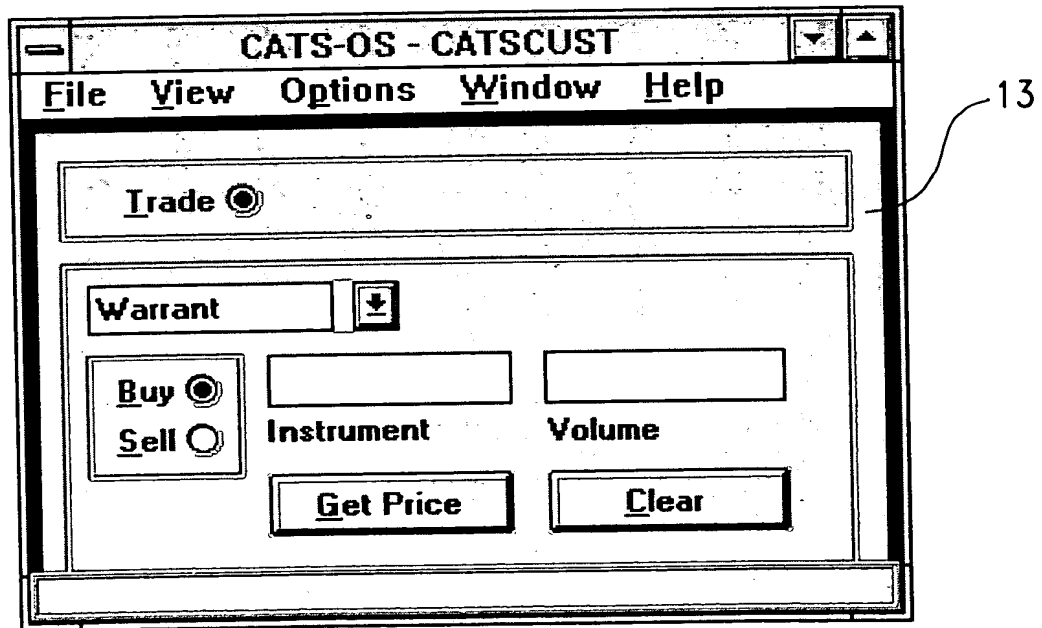 CATS-OS - CATSCUST
File View Options Window Help
13
Trade
Warrant
Buy
Sell
Instrument Volume
Get Price Clear